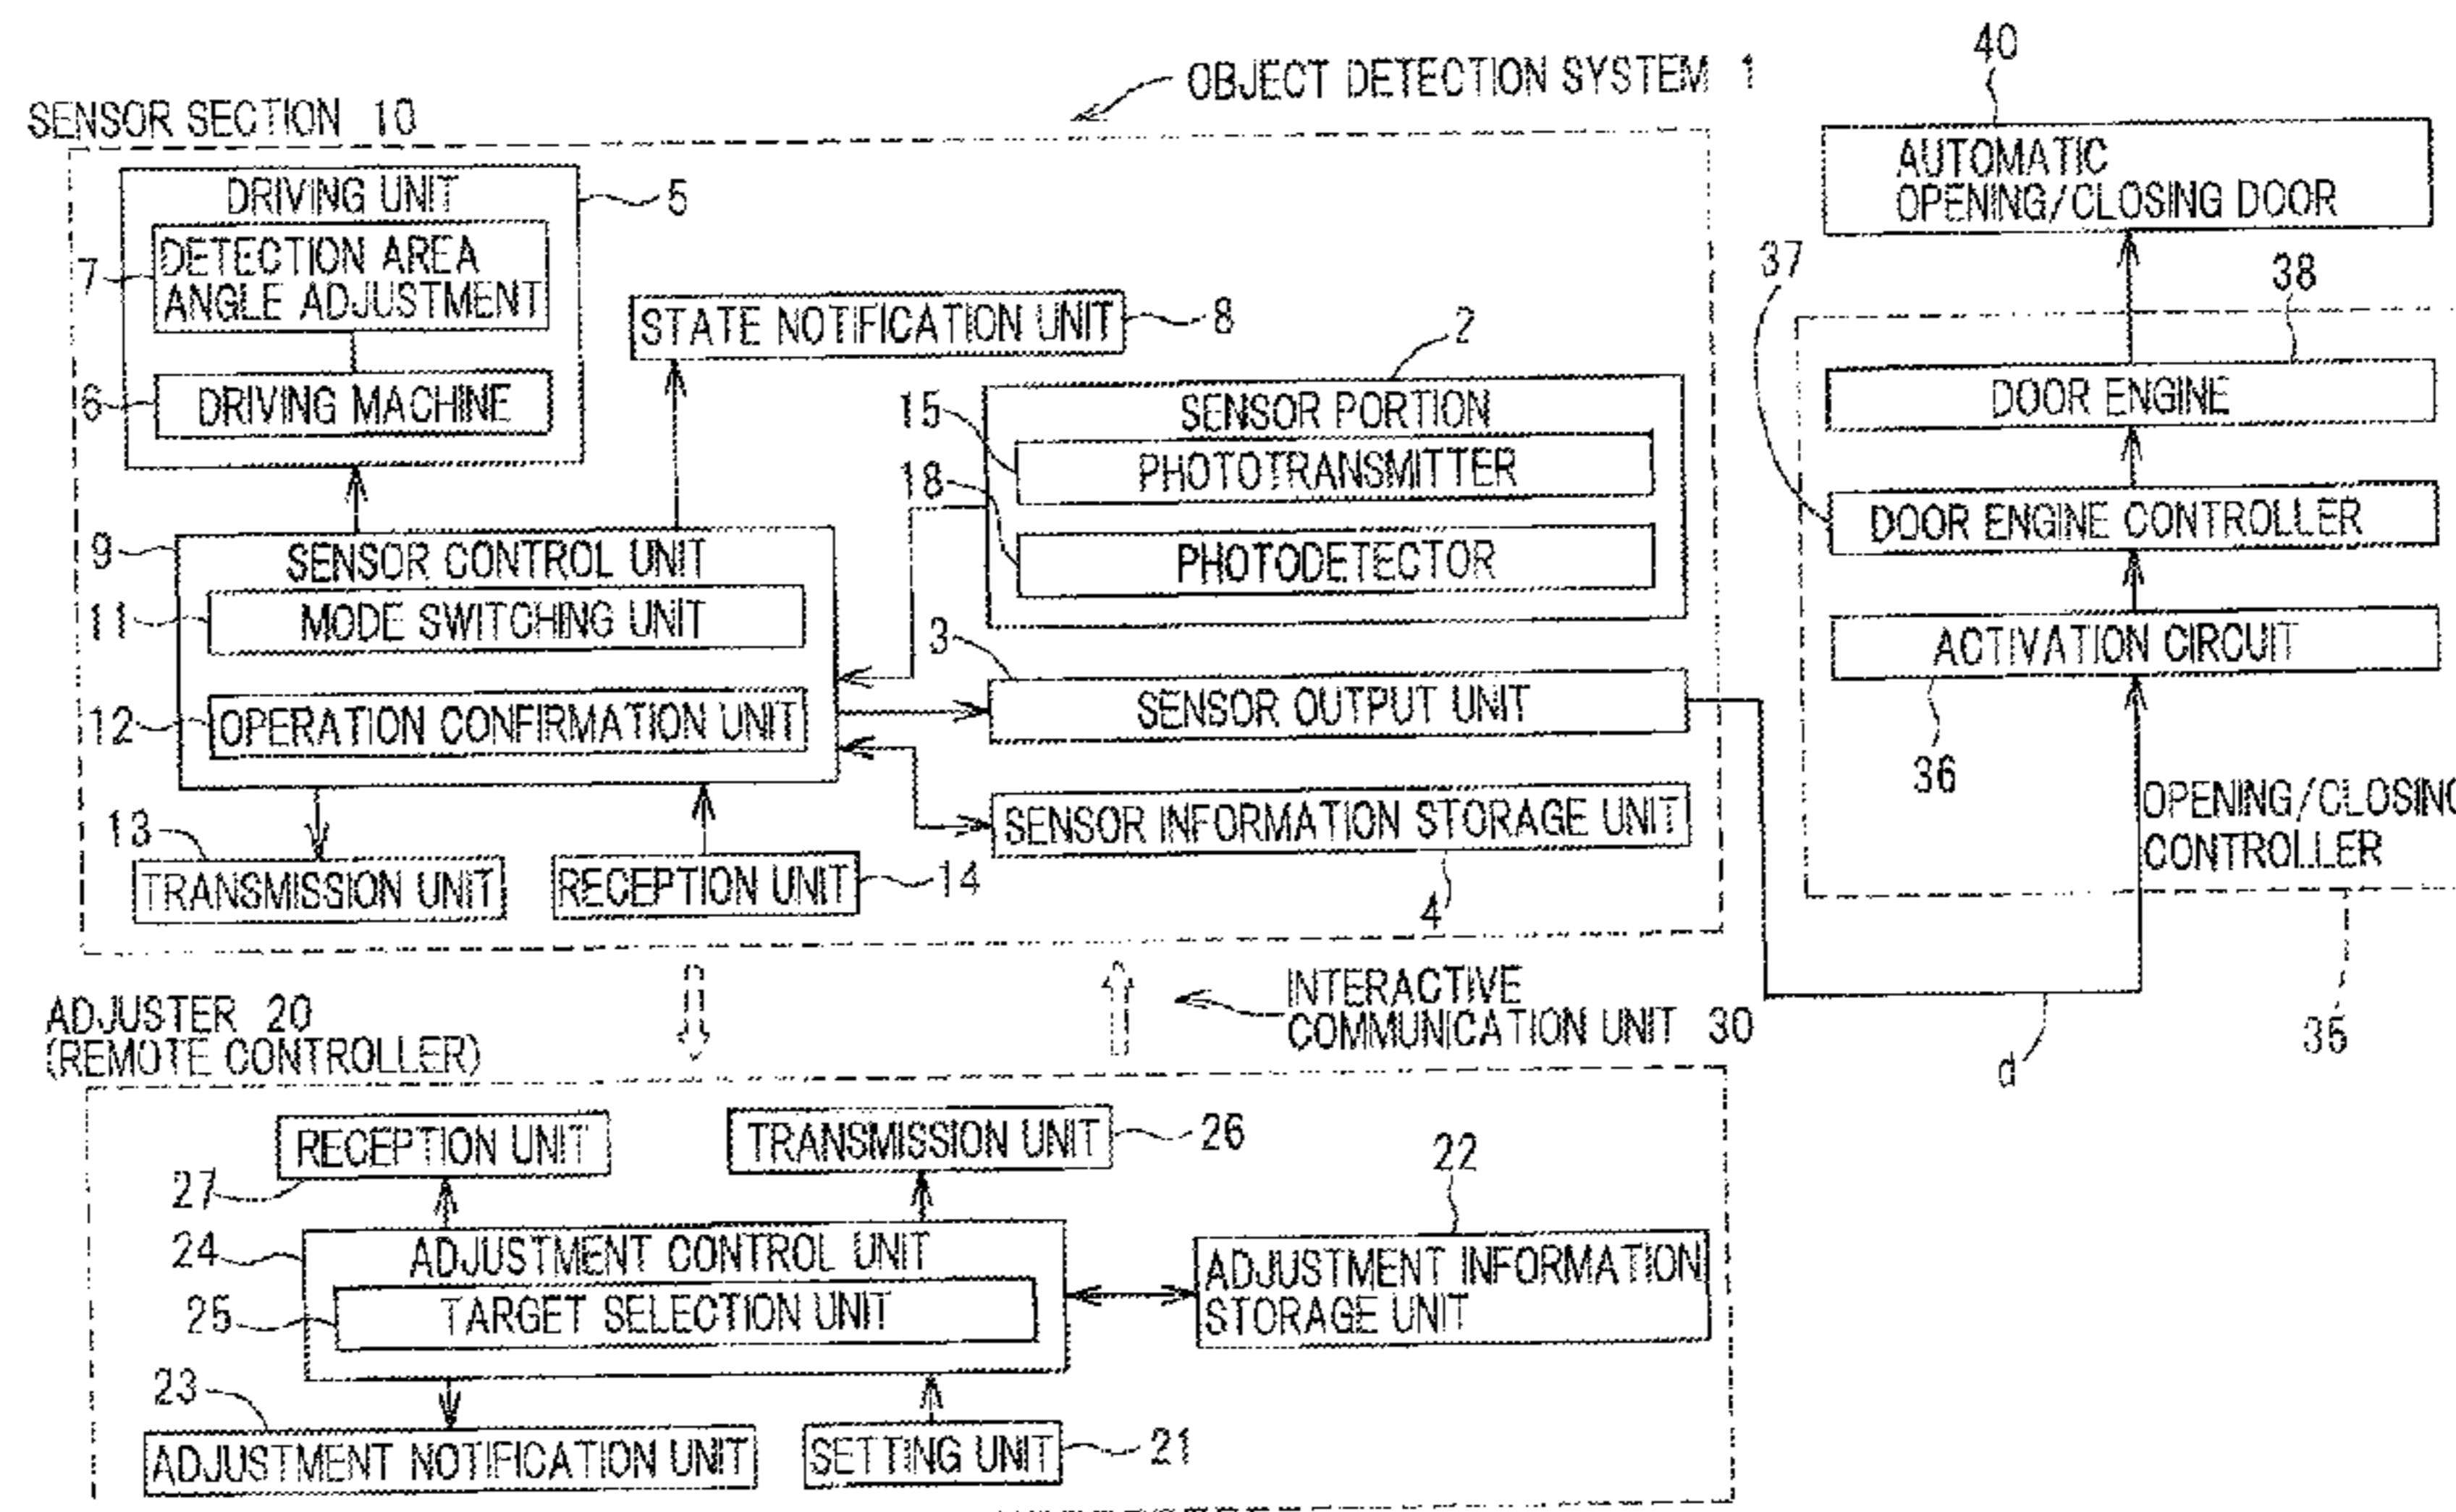 OBJECT DETECTION SYSTEM 1
SENSOR SECTION 10
DRIVING UNIT
5
7
DETECTION AREA
ANGLE ADJUSTMENT
6
DRIVING MACHINE
STATE NOTIFICATION UNIT
8
2
SENSOR PORTION
15
PHOTOTRANSMITTER
18
PHOTODETECTOR
9
SENSOR CONTROL UNIT
11
MODE SWITCHING UNIT
12
OPERATION CONFIRMATION UNIT
3
SENSOR OUTPUT UNIT
SENSOR INFORMATION STORAGE UNIT
4
13
TRANSMISSION UNIT
RECEPTION UNIT
14
40
AUTOMATIC
OPENING/CLOSING DOOR
37
38
DOOR ENGINE
DOOR ENGINE CONTROLLER
ACTIVATION CIRCUIT
36
OPENING/CLOSING
CONTROLLER
35
d
INTERACTIVE
COMMUNICATION UNIT 30
ADJUSTER 20
(REMOTE CONTROLLER)
RECEPTION UNIT
27
TRANSMISSION UNIT
26
22
24
ADJUSTMENT CONTROL UNIT
25
TARGET SELECTION UNIT
ADJUSTMENT INFORMATION
STORAGE UNIT
23
ADJUSTMENT NOTIFICATION UNIT
SETTING UNIT
21